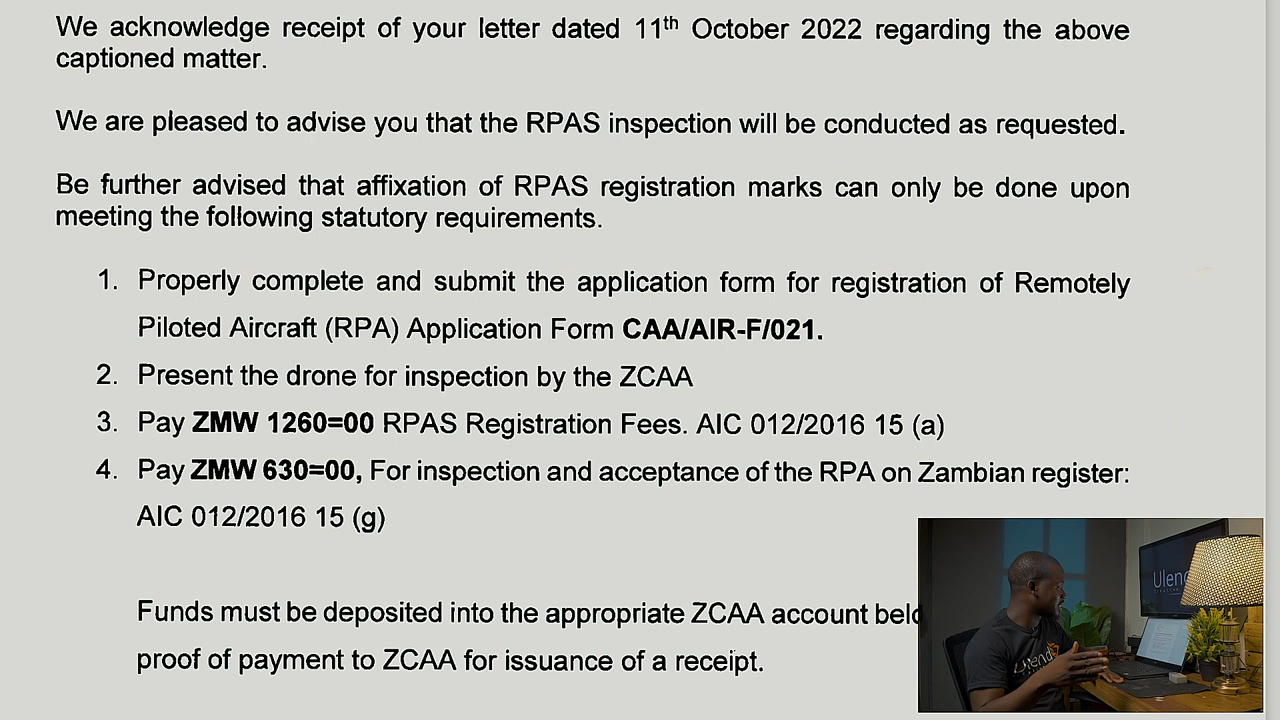 We acknowledge receipt of your letter dated 11th October 2022 regarding the above
captioned matter.
We are pleased to advise you that the RPAS inspection will be conducted as requested.
Be further advised that affixation of RPAS registration marks can only be done upon
meeting the following statutory requirements.
1. Properly complete and submit the application form for registration of Remotely
Piloted Aircraft (RPA) Application Form CAA/AIR-F/021.
2. Present the drone for inspection by the ZCAA
3. Pay ZMW 1260=00 RPAS Registration Fees. AIC 012/2016 15 (a)
4. Pay ZMW 630=00, For inspection and acceptance of the RPA on Zambian register:
AIC 012/2016 15 (g)
Funds must be deposited into the appropriate ZCAA account
proof of payment to ZCAA for issuance of a receipt.